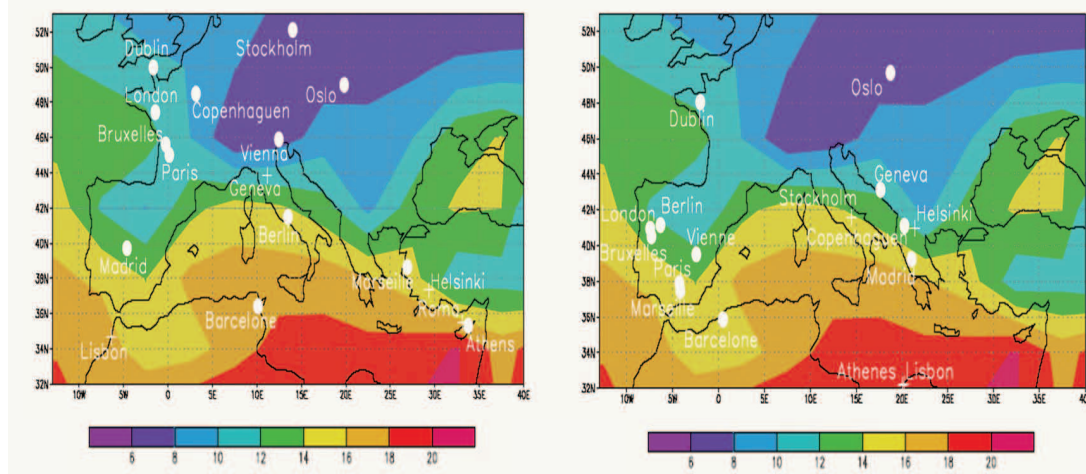 52N
50N
48N
46N
44N
42N
40N
38N
36N
34N
32N
Dublin
Stockholm
London
Copenhaguen
Oslo
Bruxelles
Vienna
Paris
Geneva
Berlin
Madrid
Marseille
Helsinki
Barcelone
Roma
Lisbon
Athens
10W
5W
0
5E
10E
15E
20E
25E
30E
35E
40E
6
8
10
12
14
16
18
20
52N
50N
48N
46N
44N
42N
40N
38N
36N
34N
32N
Oslo
Dublin
Geneva
Stockholm
London
Berlin
Helsinki
Copenhaguen
Bruxelles
Vienne
Paris
Madrid
Marseille
Barcelone
Athenes Lisbon
10W
5W
0
5E
10E
15E
20E
25E
30E
35E
40E
6
8
10
12
14
16
18
20